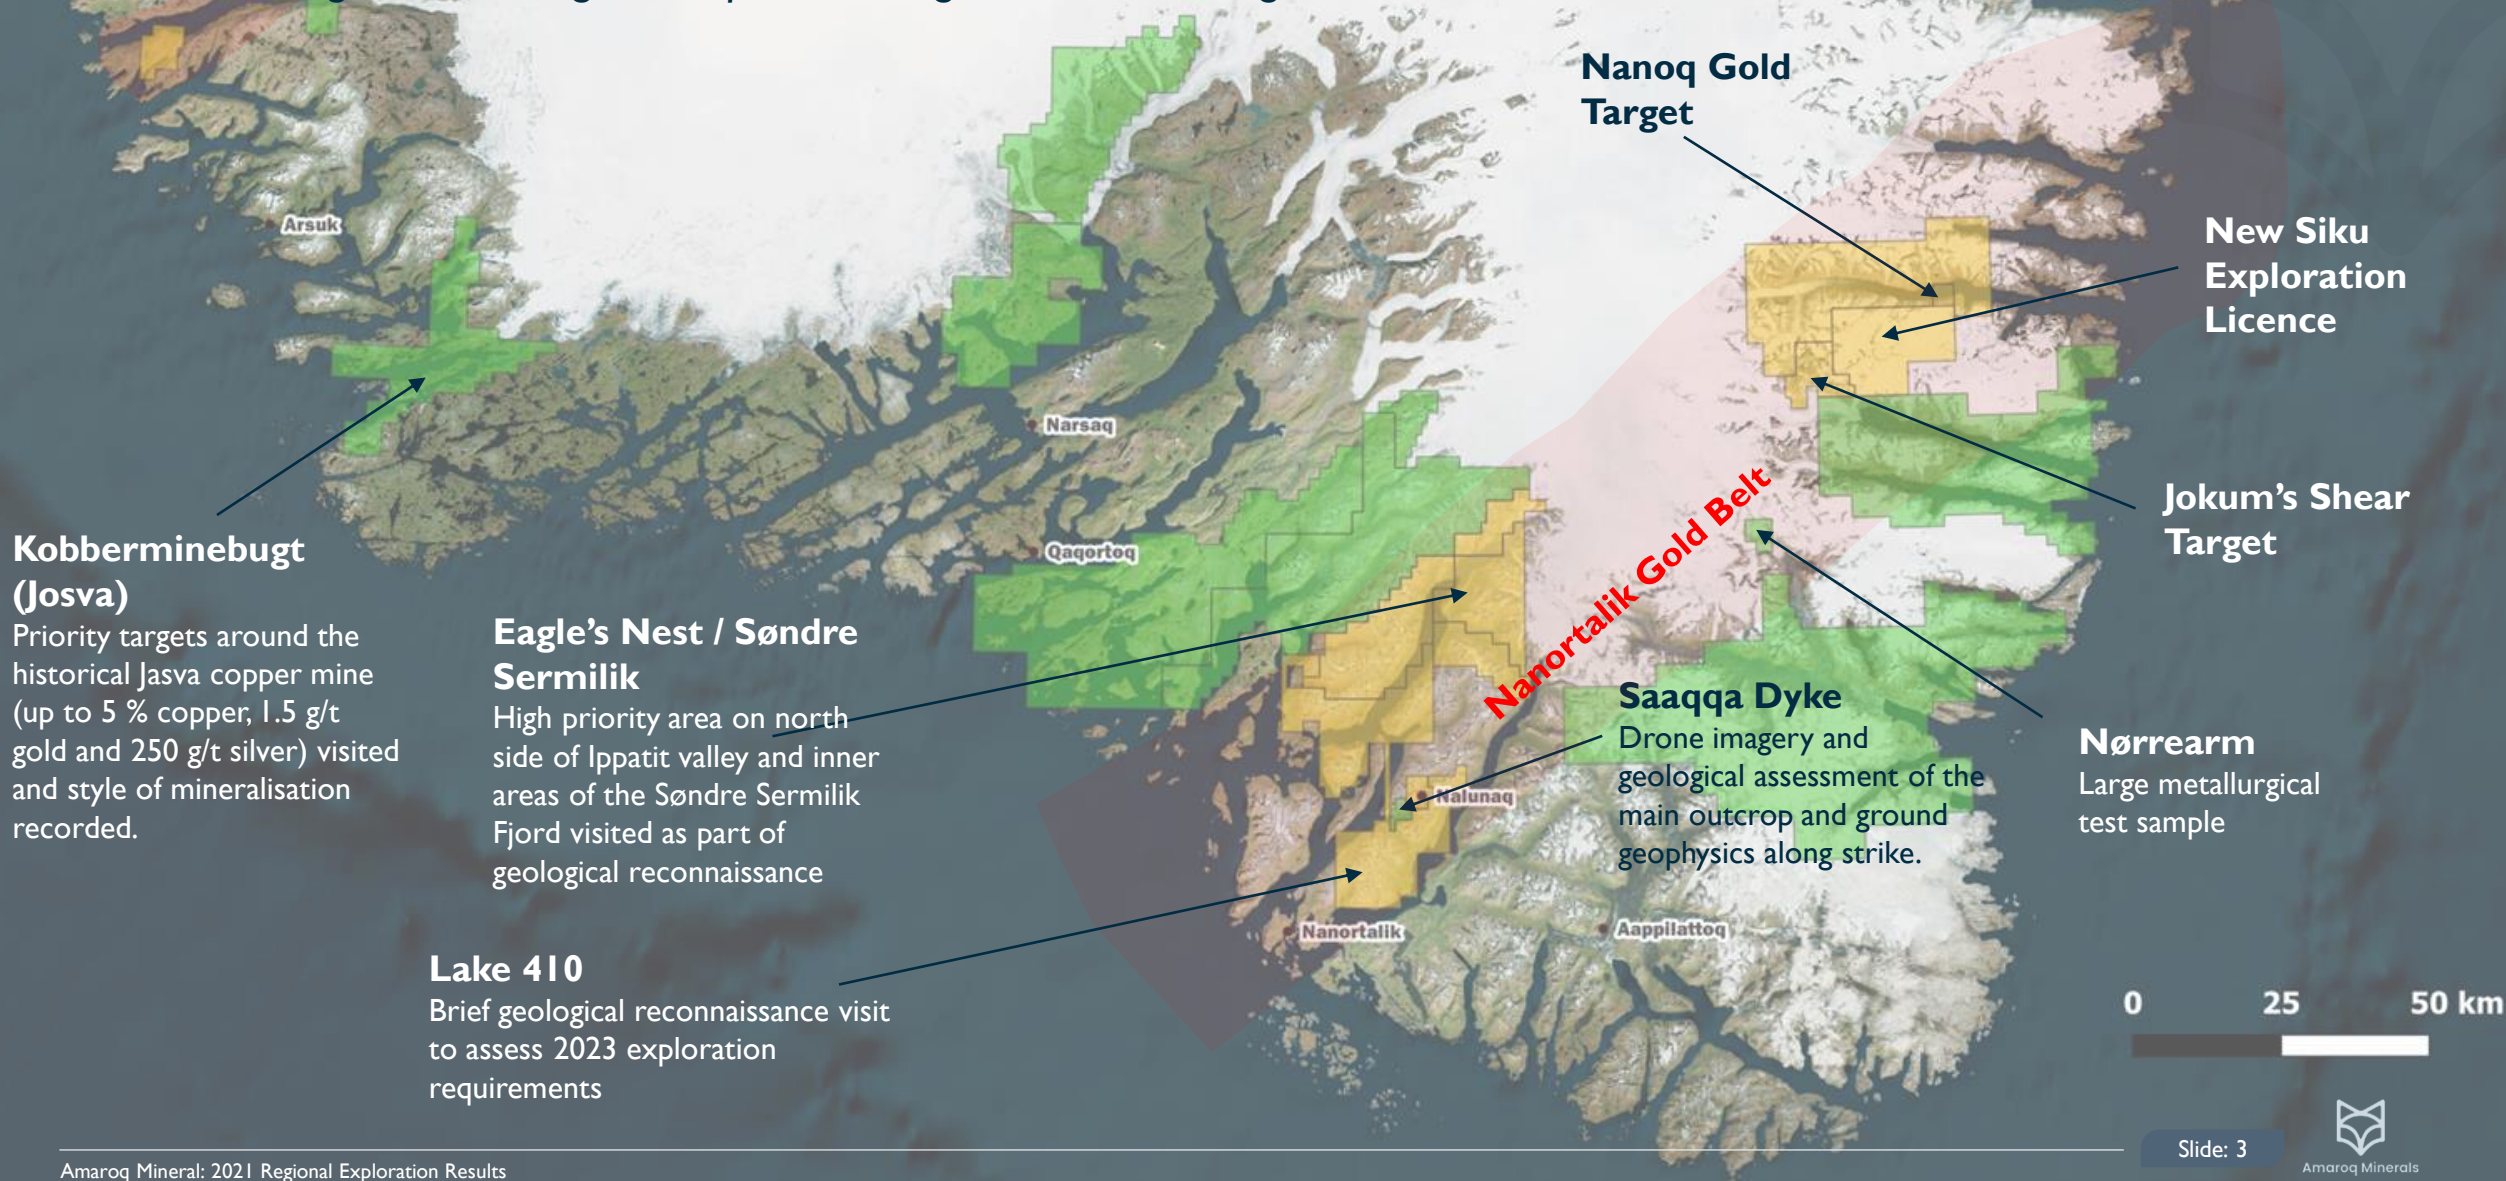 Nanoq Gold
Target
New Siku
Exploration
Licence
Arsuk
Narsaq
Jokum’s Shear
Target
Nanortalik Gold Belt
Qaqortoq
Kobberminebugt
(Josva)
Priority targets around the
historical Jasva copper mine
(up to 5 % copper, 1.5 g/t
gold and 250 g/t silver) visited
and style of mineralisation
recorded.
Eagle’s Nest / Søndre
Sermilik
High priority area on north
side of Ippatit valley and inner
areas of the Søndre Sermilik
Fjord visited as part of
geological reconnaissance
Saaqqa Dyke
Drone imagery and
geological assessment of the
main outcrop and ground
geophysics along strike.
Nalunaq
Nørrearm
Large metallurgical
test sample
Nanortalik
Aappilattoq
Lake 410
Brief geological reconnaissance visit
to assess 2023 exploration
requirements
0 25 50 km
Slide: 3
Amaroq Minerals
Amaroq Mineral: 2021 Regional Exploration Results